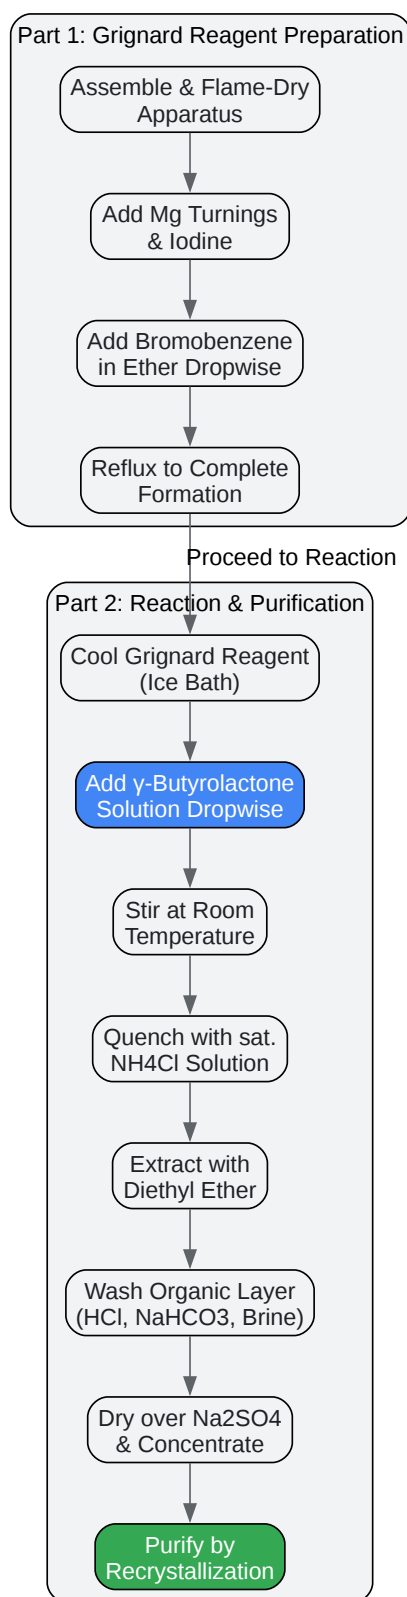 Part 1: Grignard Reagent Preparation
Assemble & Flame-Dry
Apparatus
Add Mg Turnings
& Iodine
Add Bromobenzene
in Ether Dropwise
Reflux to Complete
Formation
Proceed to Reaction
Part 2: Reaction & Purification
Cool Grignard Reagent
(Ice Bath)
Add γ-Butyrolactone
Solution Dropwise
Stir at Room
Temperature
Quench with sat.
NH4Cl Solution
Extract with
Diethyl Ether
Wash Organic Layer
(HCl, NaHCO3, Brine)
Dry over Na2SO4
& Concentrate
Purify by
Recrystallization